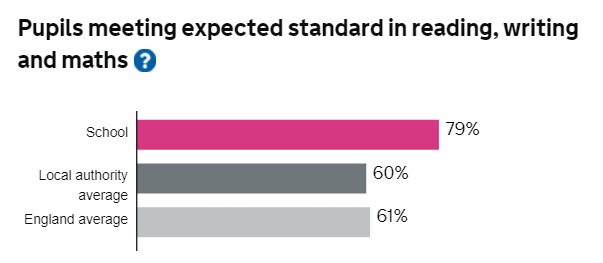 Pupils meeting expected standard in reading, writing
and maths ?
School 79%
Local authority
average 60%
England average 61%